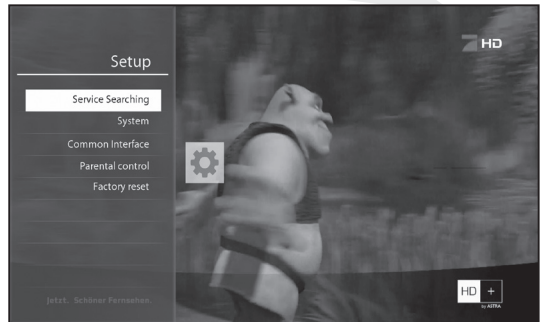 Setup
HD
Service Searching
System
Common Interface
Parental control
Factory reset
Jetzt. Schöner Fernsehen.
HD +
by ASTRA